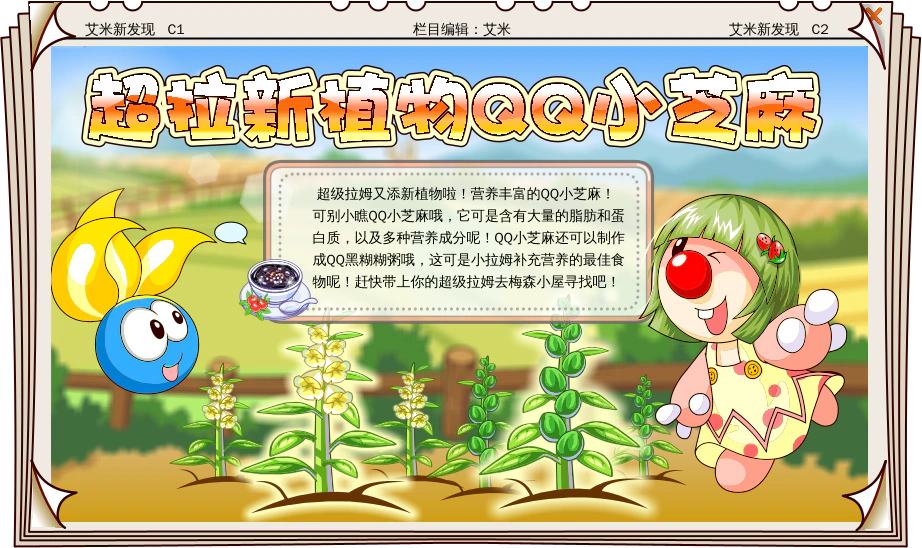 艾米新发现 C1
栏目编辑：艾米
艾米新发现 C2
超拉新植物QQ小芝麻
超级拉姆又添新植物啦！营养丰富的QQ小芝麻！
可别小瞧QQ小芝麻哦，它可是含有大量的脂肪和蛋
白质，以及多种营养成分呢！QQ小芝麻还可以制作
成QQ黑糊糊粥哦，这可是小拉姆补充营养的最佳食
物呢！赶快带上你的超级拉姆去梅森小屋寻找吧！